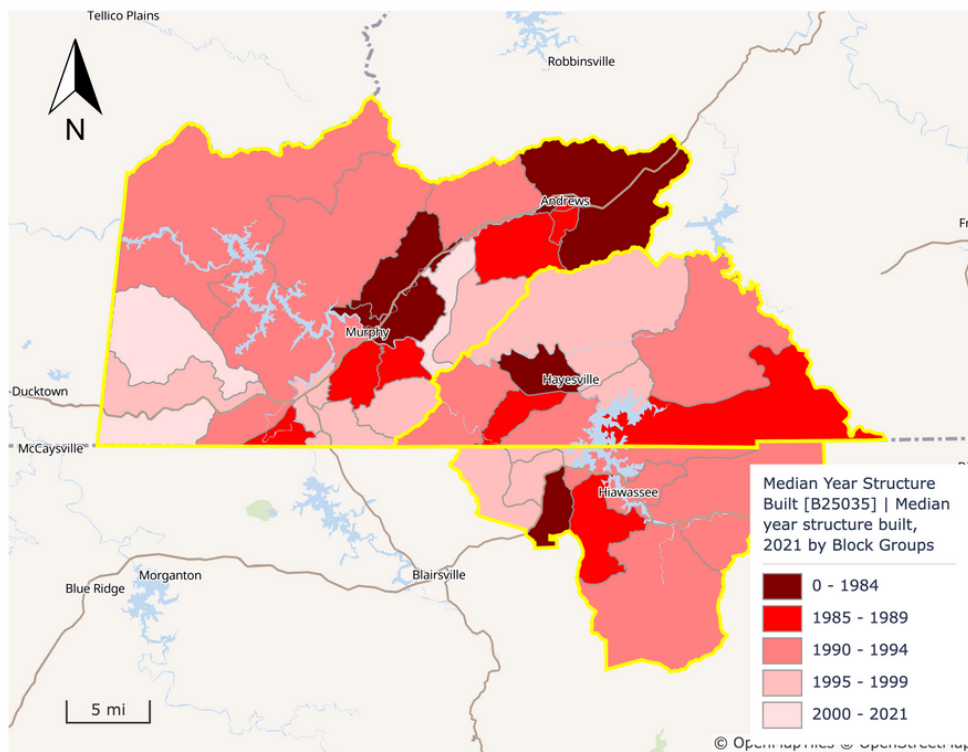 Tellico Plains
Robbinsville
N
Andrews
Fr
Murphy
Hayesville
Ducktown
McCaysville
Hiawassee
Blairsville
Morganton
Blue Ridge
5 mi
Median Year Structure
Built [B25035] | Median
year structure built,
2021 by Block Groups
0 - 1984
1985 - 1989
1990 - 1994
1995 - 1999
2000 - 2021
© OpenMapTiles © OpenStreetMap